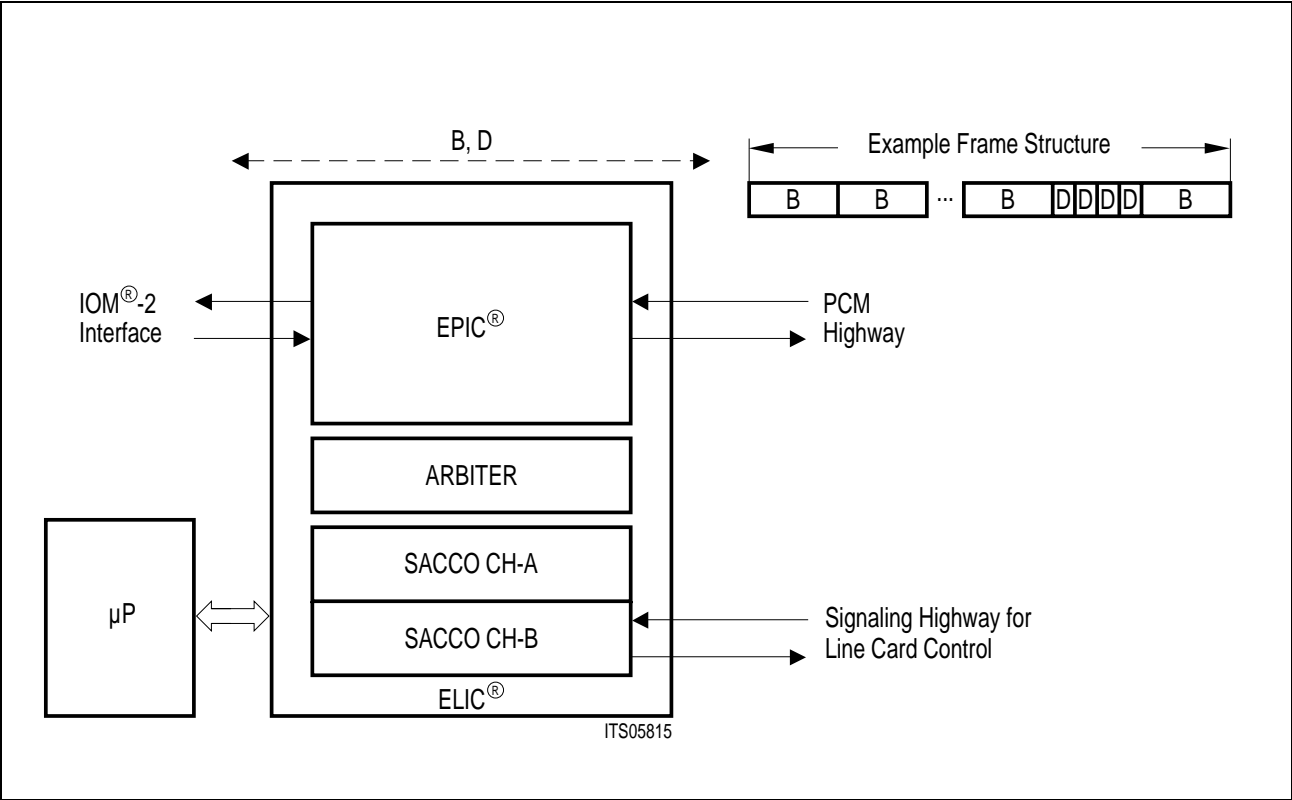 B, D
Example Frame Structure
B B ... B D D D D B
IOM®-2
Interface
EPIC®
PCM
Highway
ARBITER
SACCO CH-A
µP
SACCO CH-B
Signaling Highway for
Line Card Control
ELIC®
ITS05815